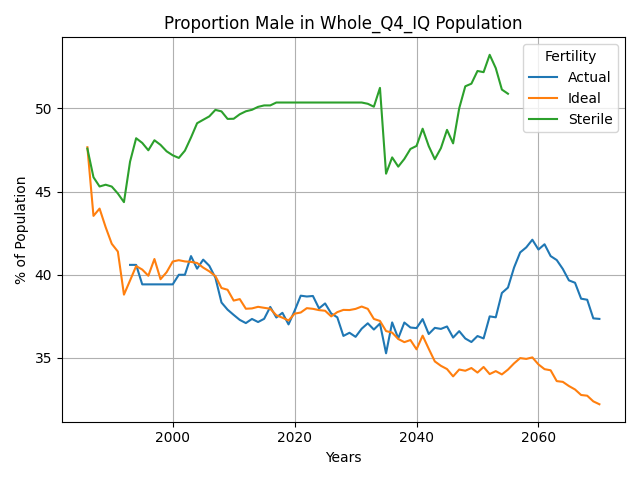 Proportion Male in Whole_Q4_IQ Population
Fertility
Actual
Ideal
Sterile
% of Population
50
45
40
35
2000
2020
2040
2060
Years